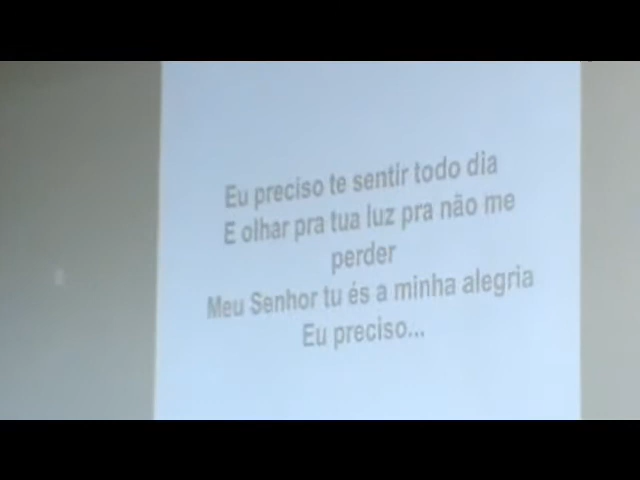 Eu preciso te sentir todo dia
E olhar pra tua luz pra não me
perder
Meu Senhor tu és a minha alegria
Eu preciso...